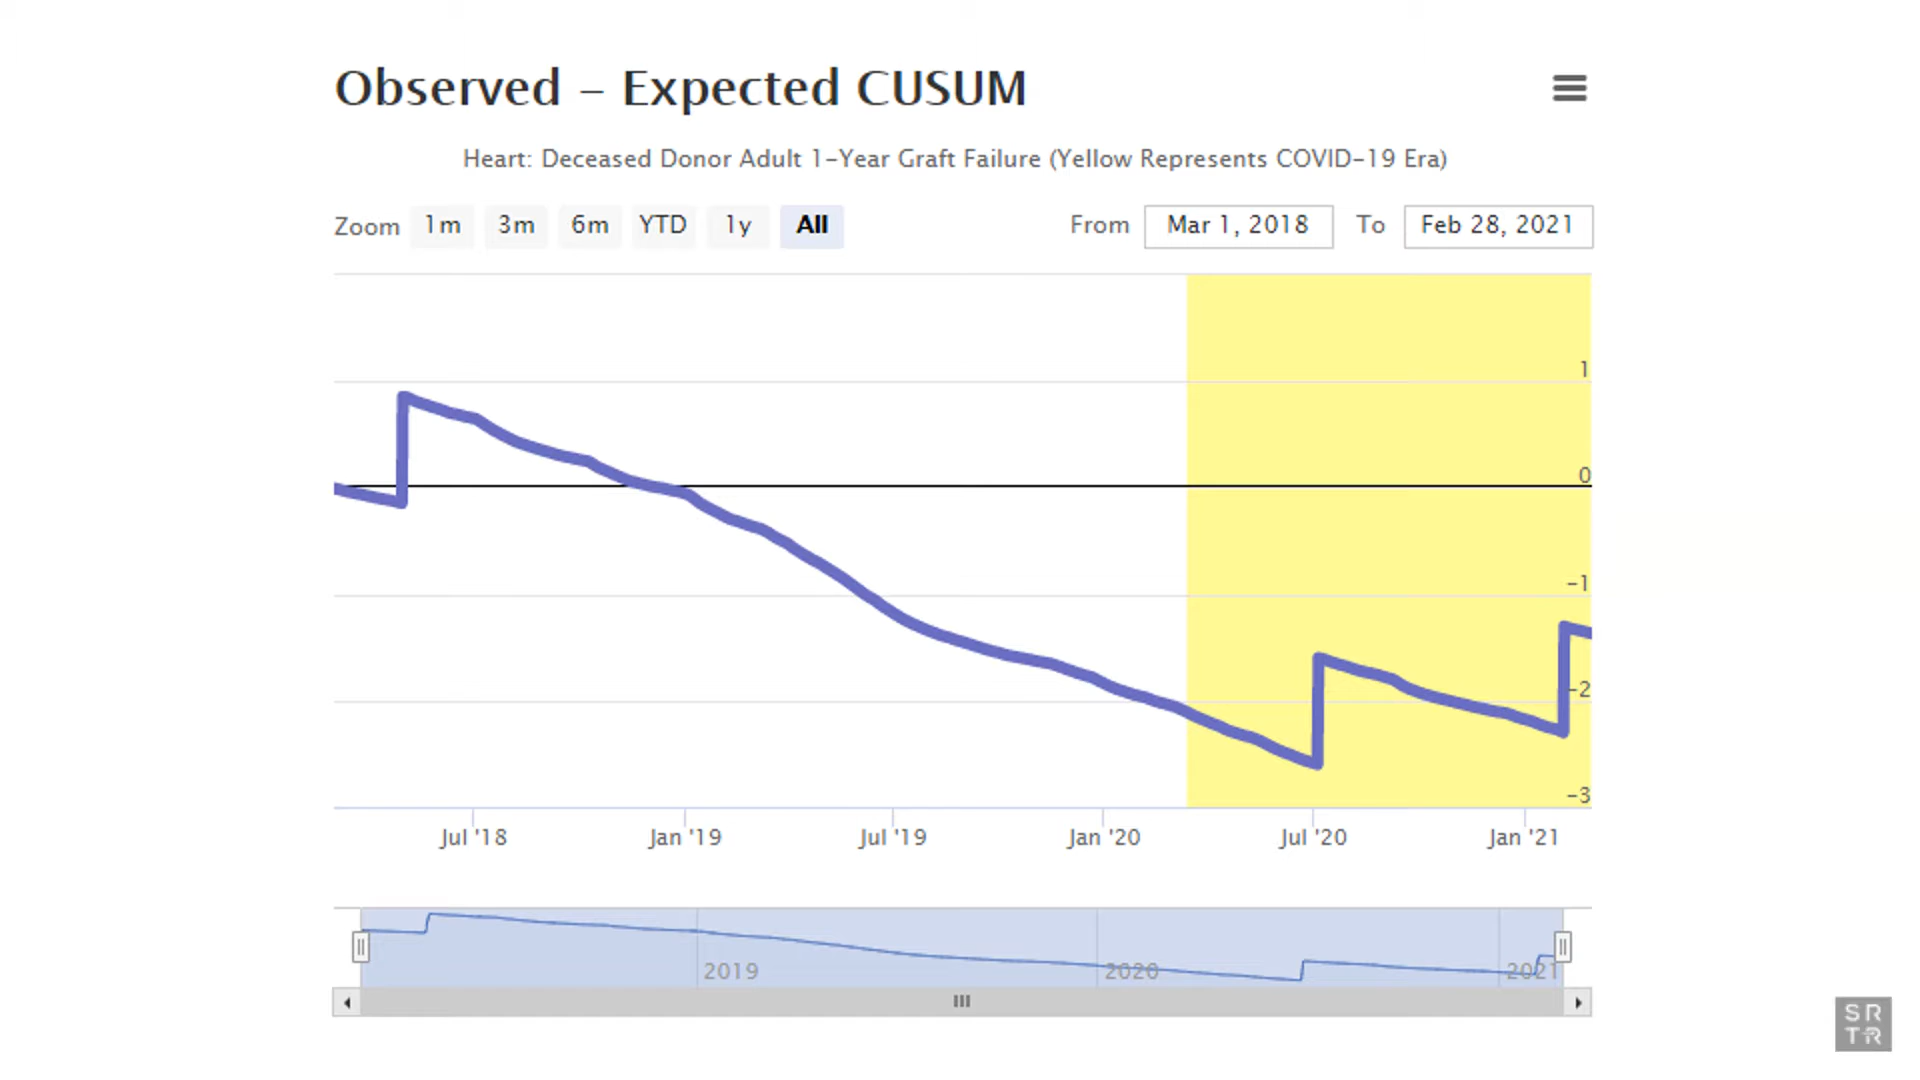 Observed – Expected CUSUM
Heart: Deceased Donor Adult 1-Year Graft Failure (Yellow Represents COVID-19 Era)
Zoom 1m 3m 6m YTD 1y All From Mar 1, 2018 To Feb 28, 2021
1
0
-1
-2
-3
Jul '18 Jan '19 Jul '19 Jan '20 Jul '20 Jan '21
2019 2020 2021
SR
TR